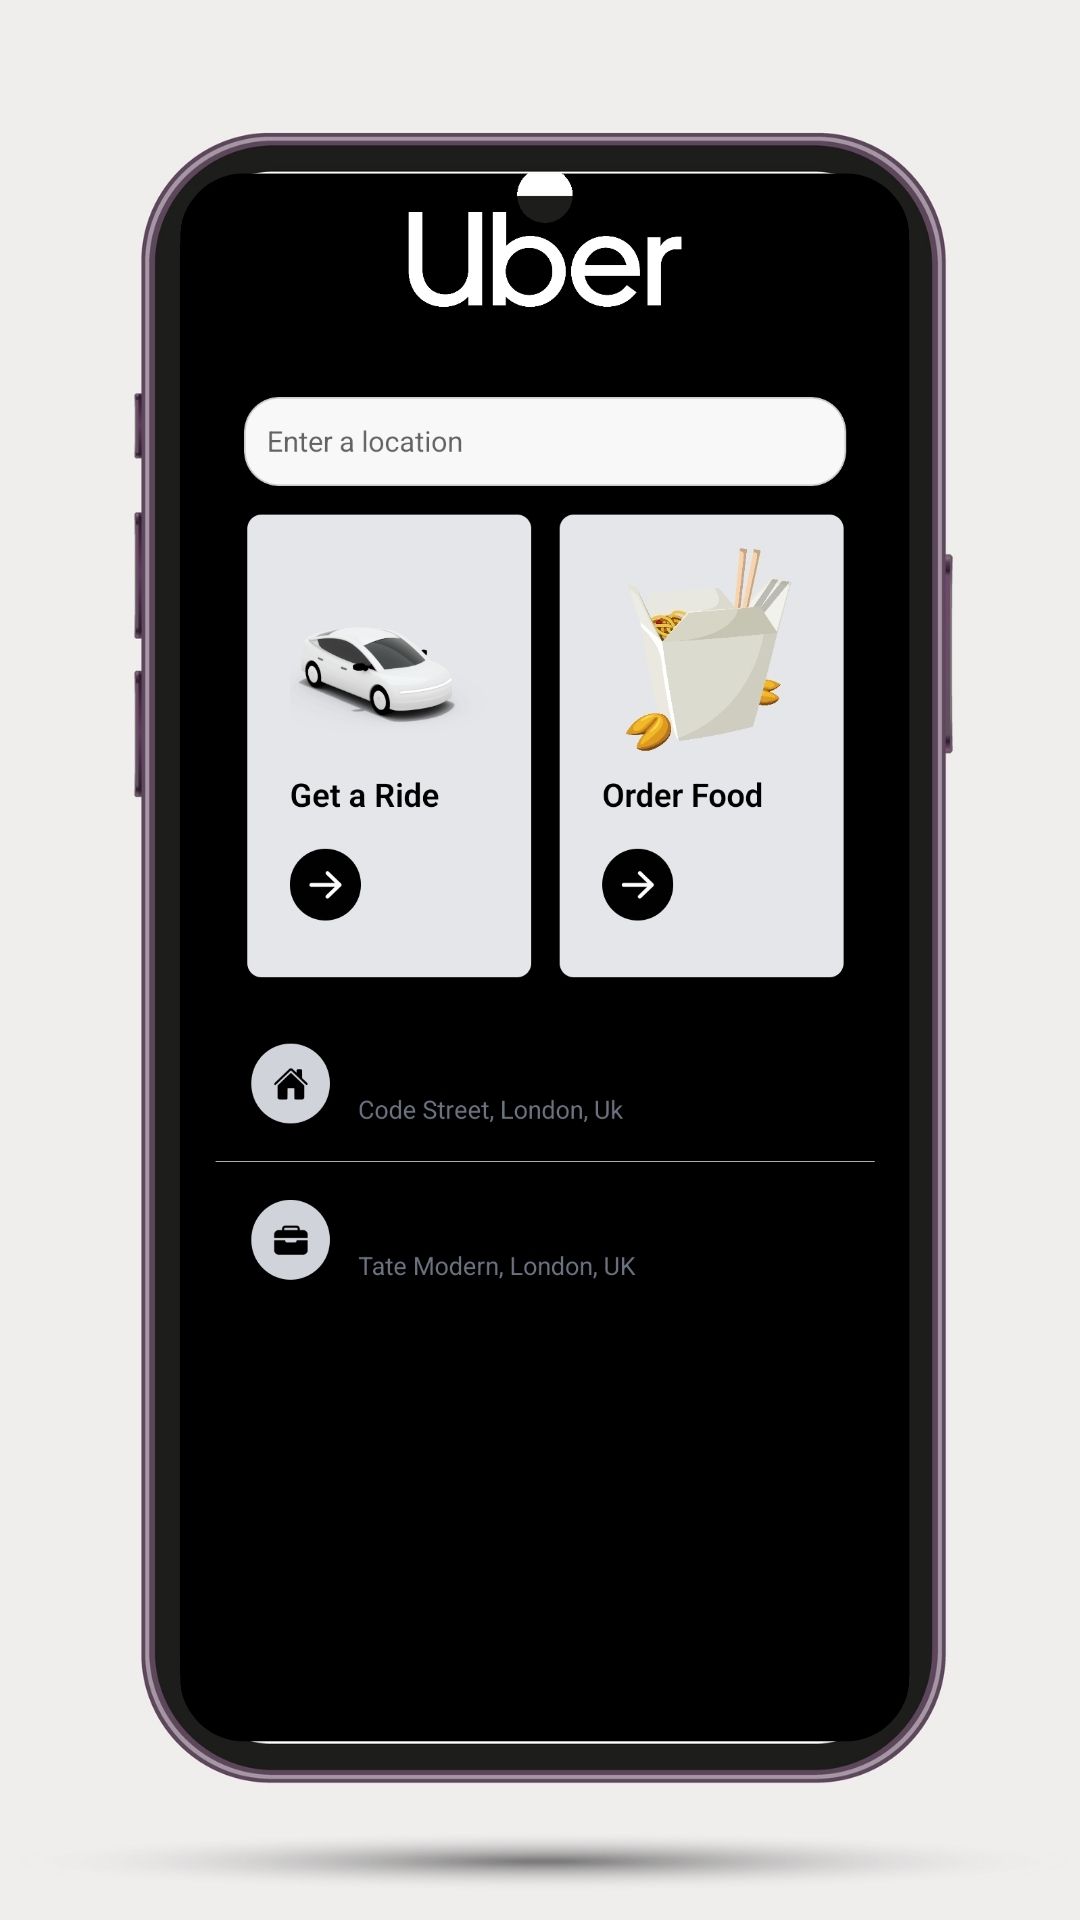 Uber
Enter a location
Get a Ride
Order Food
Code Street, London, Uk
Tate Modern, London, UK